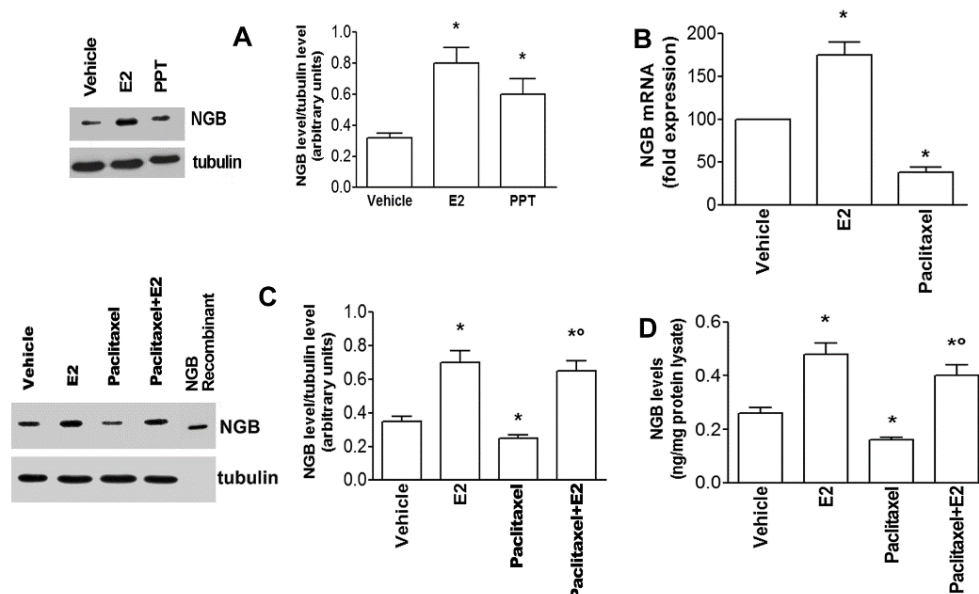 A
Vehicle
E2
PPT
NGB
tubulin
NGB level/tubulin level
(arbitrary units)
1.0
0.8
0.6
0.4
0.2
0.0
*
*
Vehicle E2 PPT
B
NGB mRNA
(fold expression)
200
150
100
50
0
*
*
Vehicle
E2
Paclitaxel
C
Vehicle
E2
Paclitaxel
Paclitaxel+E2
NGB
Recombinant
NGB
tubulin
NGB level/tubulin level
(arbitrary units)
1.0
0.8
0.6
0.4
0.2
0.0
*
*
*°
Vehicle
E2
Paclitaxel
Paclitaxel+E2
D
NGB levels
(ng/mg protein lysate)
0.6
0.4
0.2
0.0
*
*
*°
Vehicle
E2
Paclitaxel
Paclitaxel+E2